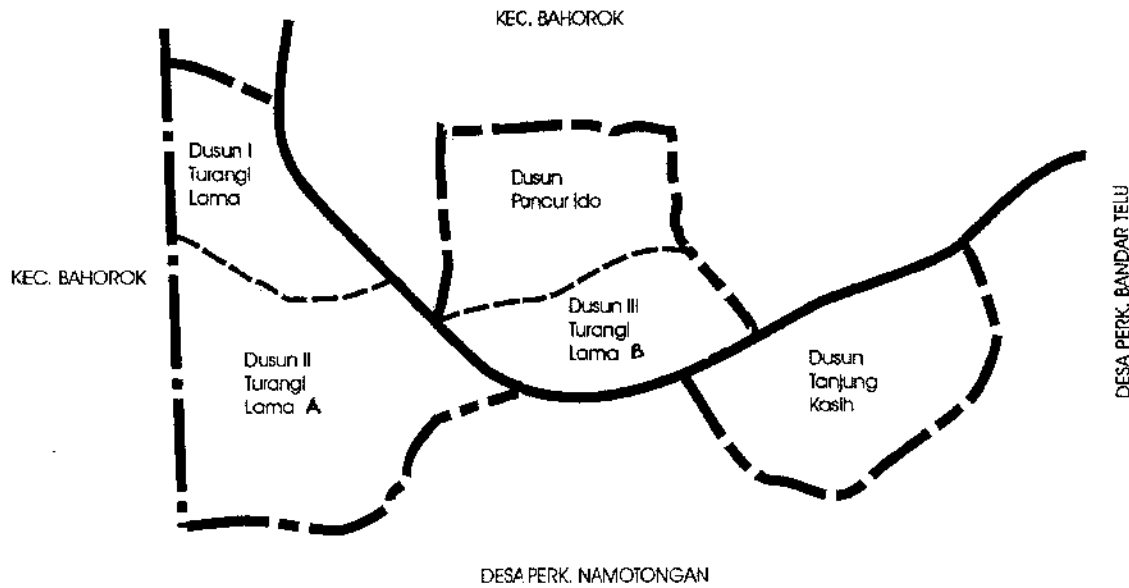 KEC. BAHOROK
Dusun I
Turangi
Lama
Dusun
Pancur Ido
KEC. BAHOROK
Dusun II
Turangi
Lama A
Dusun III
Turangi
Lama B
Dusun
Tanjung
Kasih
DESA PERK. BANDAR TELU
DESA PERK. NAMOTONGAN